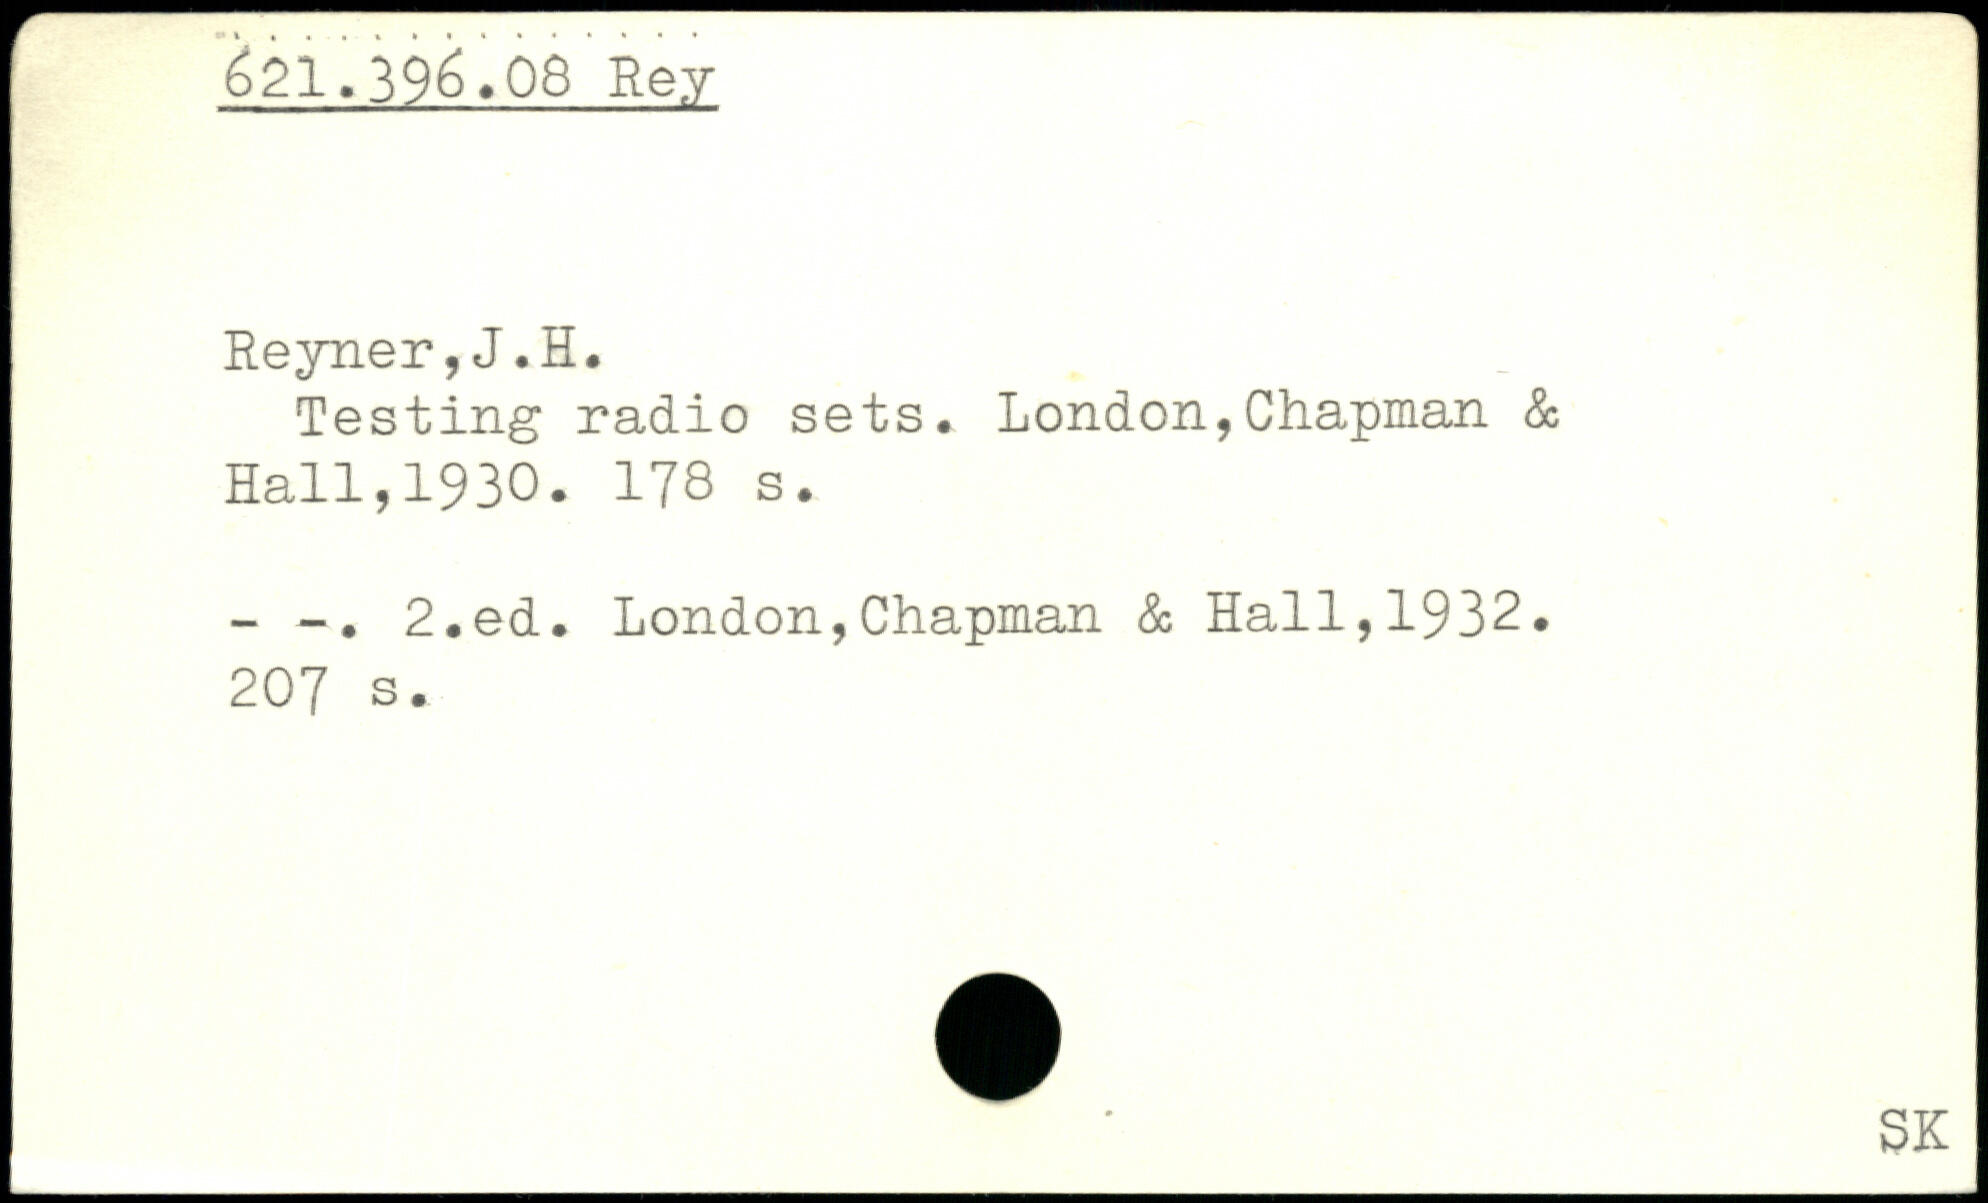 621.396.08 Rey
Reyner,J.H.
Testing radio sets. London,Chapman &
Hall,1930. 178 s.
- -. 2.ed. London,Chapman & Hall,1932.
207 s.
SK